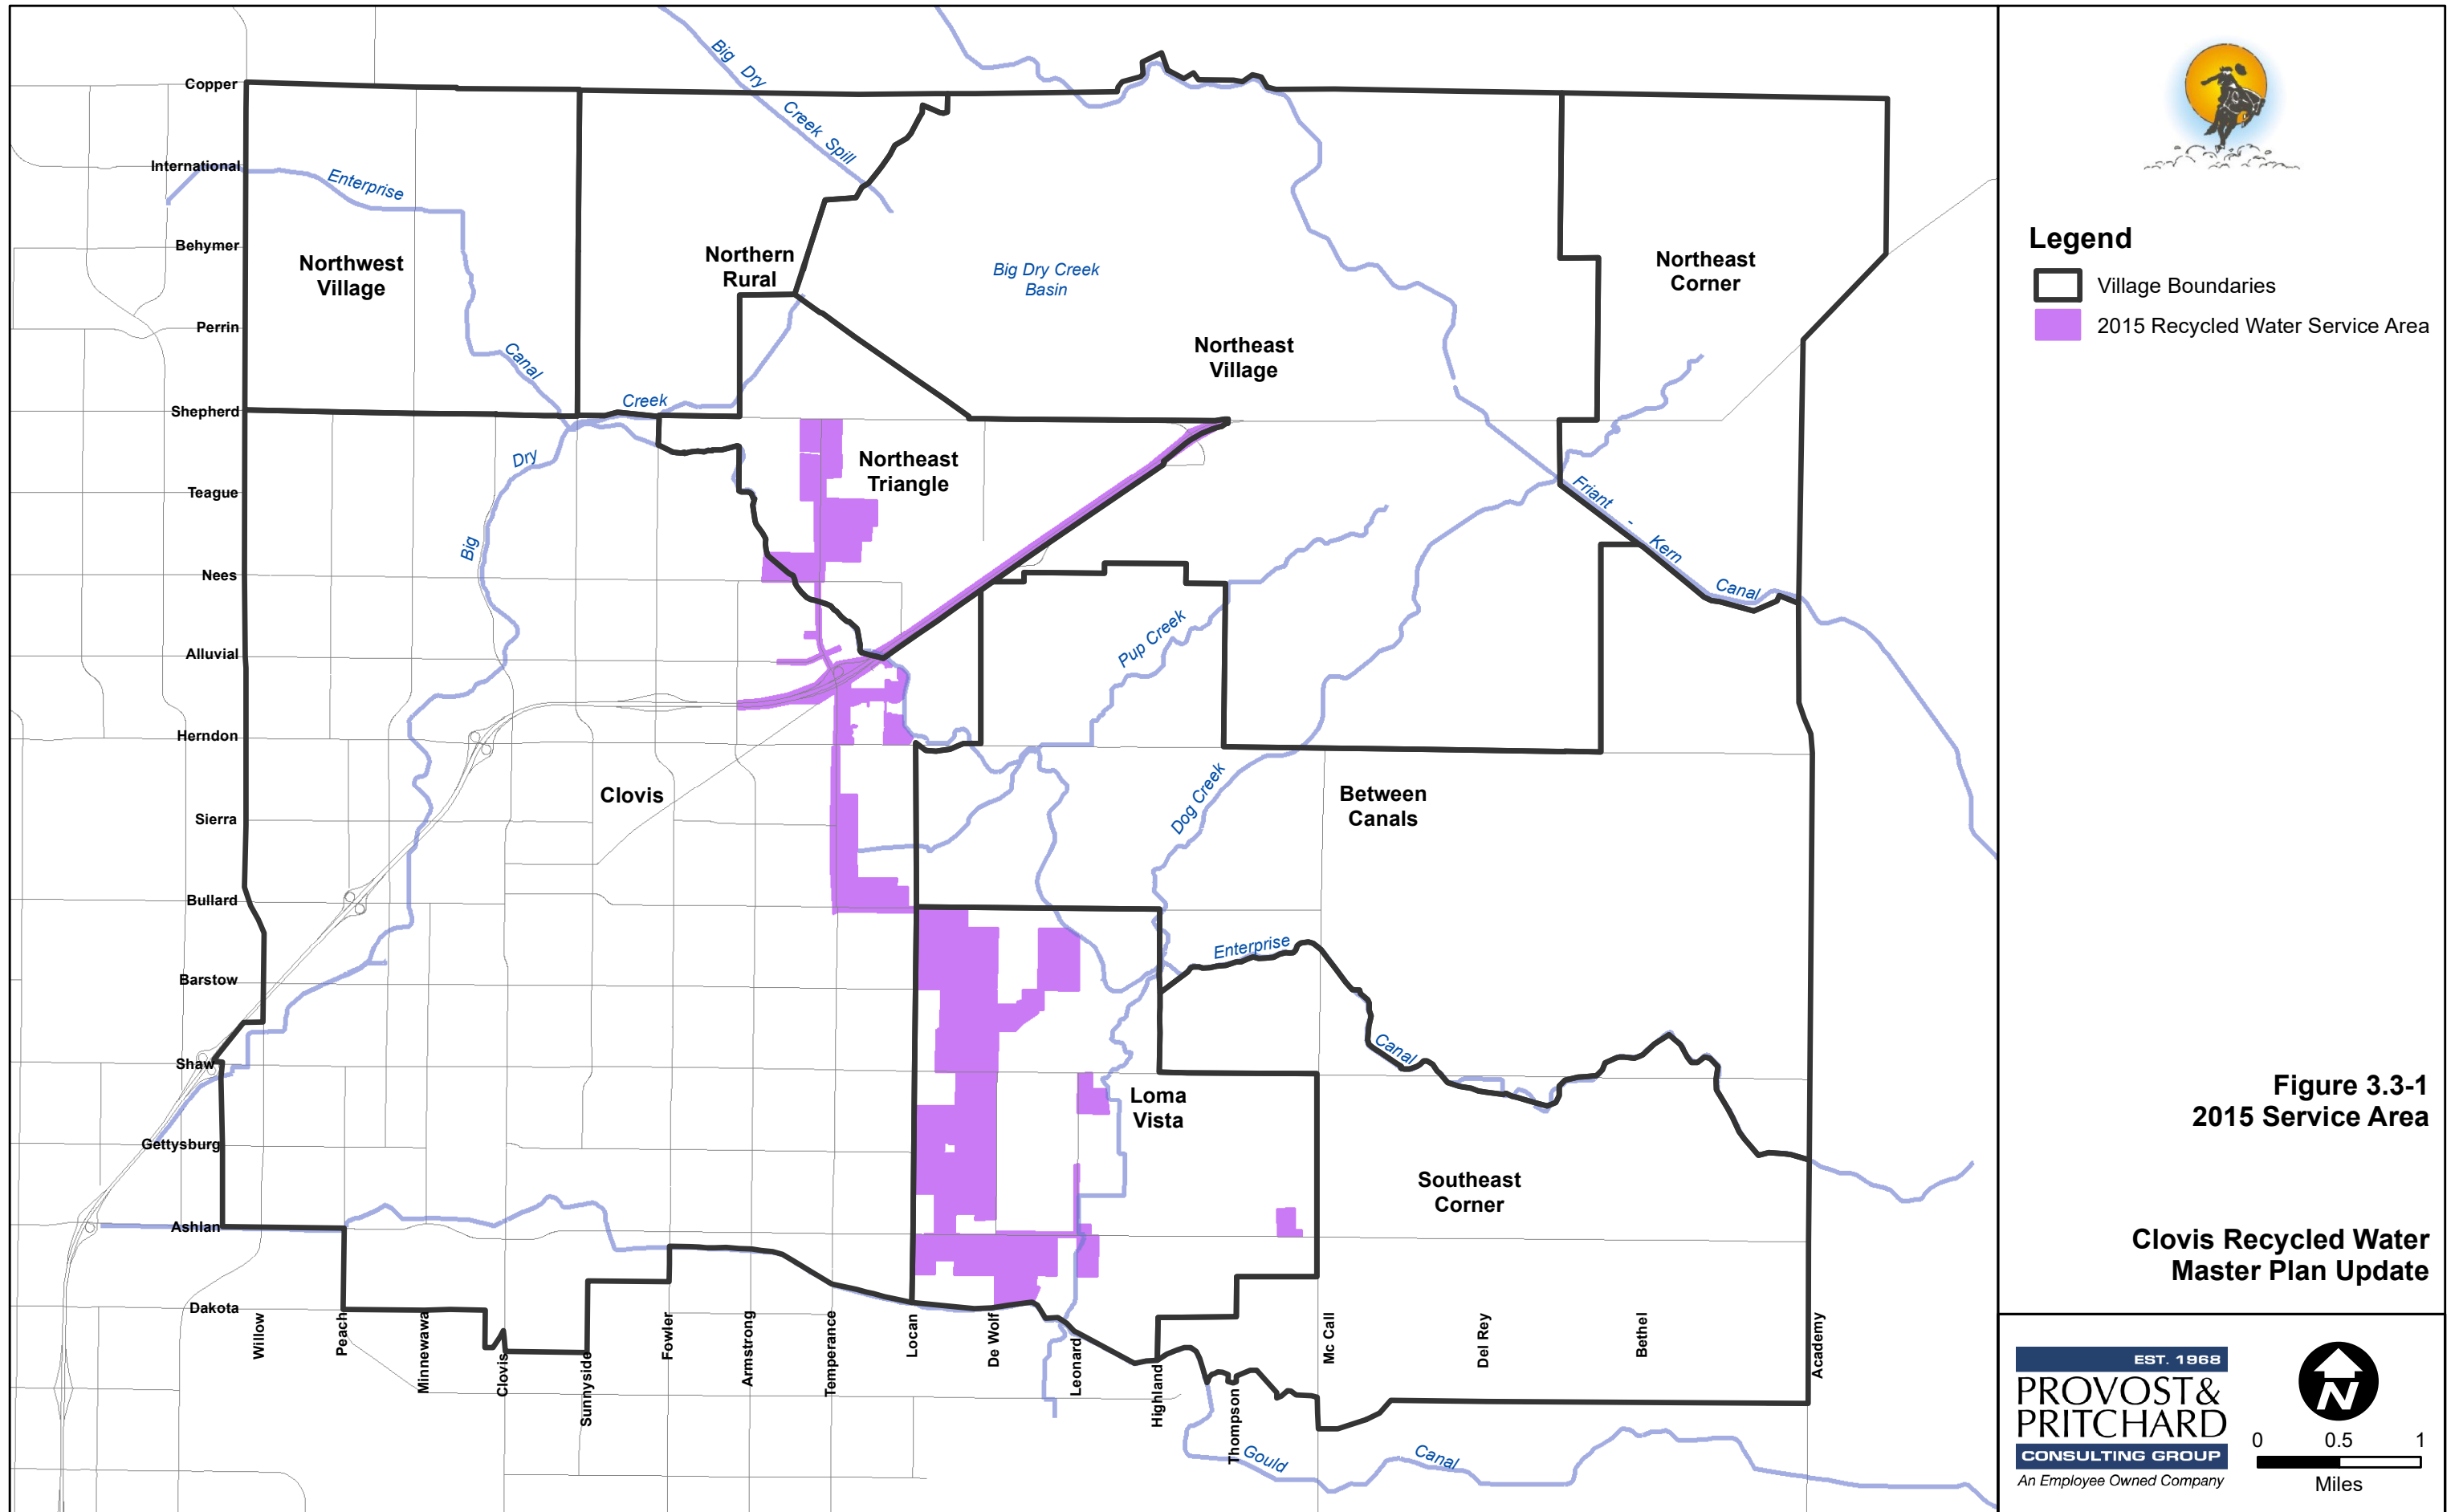 Copper
International
Behymer
Perrin
Shepherd
Teague
Nees
Alluvial
Herndon
Sierra
Bullard
Barstow
Shaw
Gettysburg
Ashlan
Dakota
Willow
Peach
Minnewawa
Clovis
Sunnyside
Fowler
Armstrong
Temperance
Locan
De Wolf
Leonard
Highland
Thompson
Mc Call
Del Rey
Bethel
Academy
Big Dry
Creek Spill
Enterprise
Canal
Northwest
Village
Northern
Rural
Big Dry Creek
Basin
Northeast
Village
Northeast
Corner
Creek
Dry
Big
Northeast
Triangle
Friant - Kern
Canal
Pup Creek
Dog Creek
Clovis
Between
Canals
Enterprise
Canal
Loma
Vista
Southeast
Corner
Gould
Canal
Legend
Village Boundaries
2015 Recycled Water Service Area
Figure 3.3-1
2015 Service Area
Clovis Recycled Water
Master Plan Update
EST. 1968
PROVOST&
PRITCHARD
CONSULTING GROUP
An Employee Owned Company
N
0 0.5 1
Miles